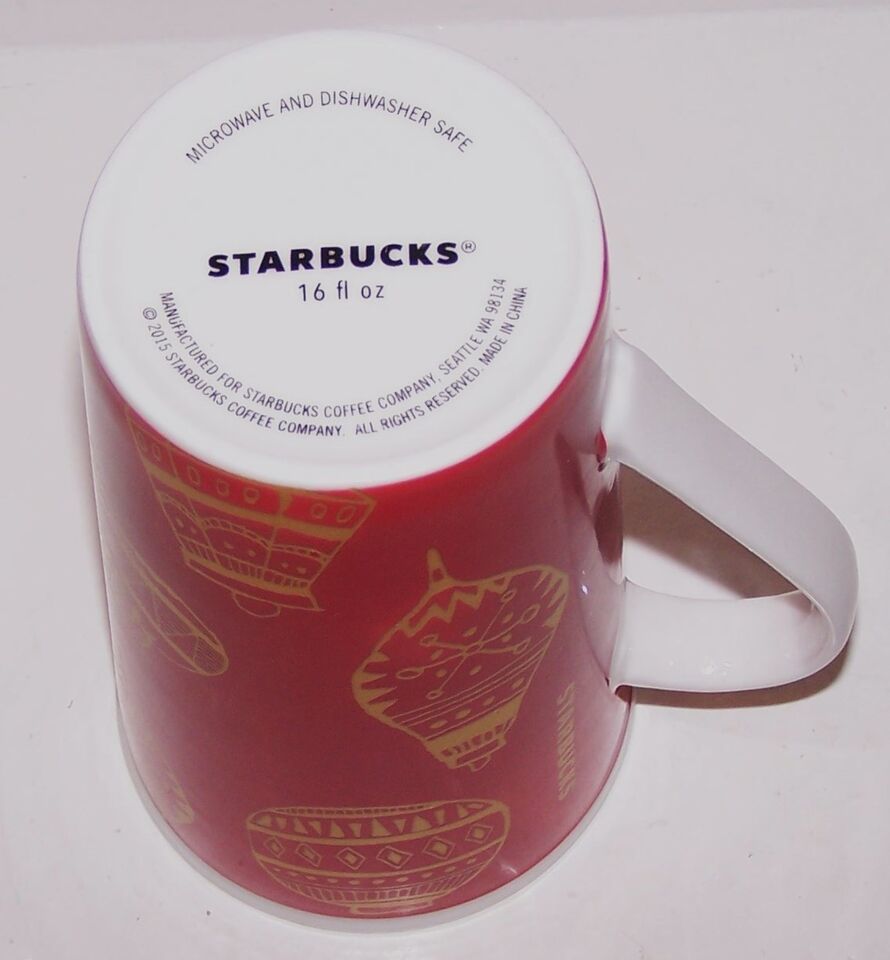 MICROWAVE AND DISHWASHER SAFE
STARBUCKS®
16 fl oz
MANUFACTURED FOR STARBUCKS COFFEE COMPANY, SEATTLE WA 98134
© 2015 STARBUCKS COFFEE COMPANY. ALL RIGHTS RESERVED. MADE IN CHINA